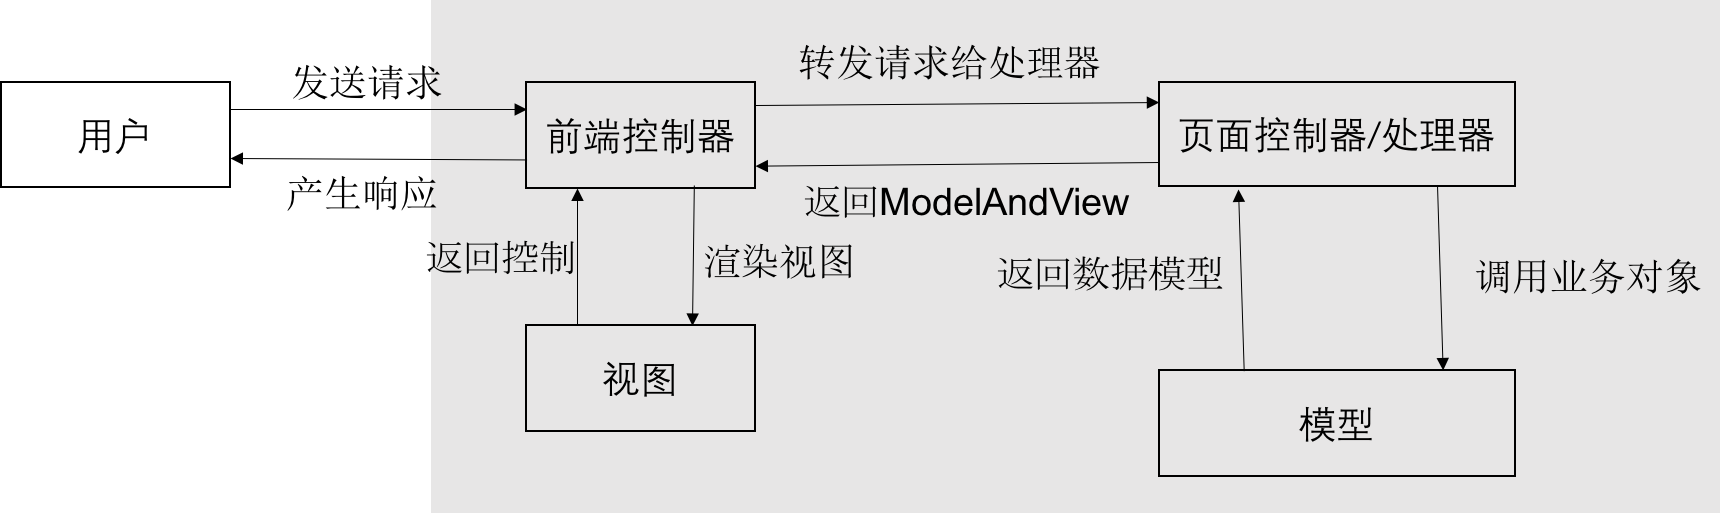 转发请求给处理器
发送请求
用户
前端控制器
页面控制器/处理器
产生响应
返回ModelAndView
返回控制
渲染视图
返回数据模型
调用业务对象
视图
模型